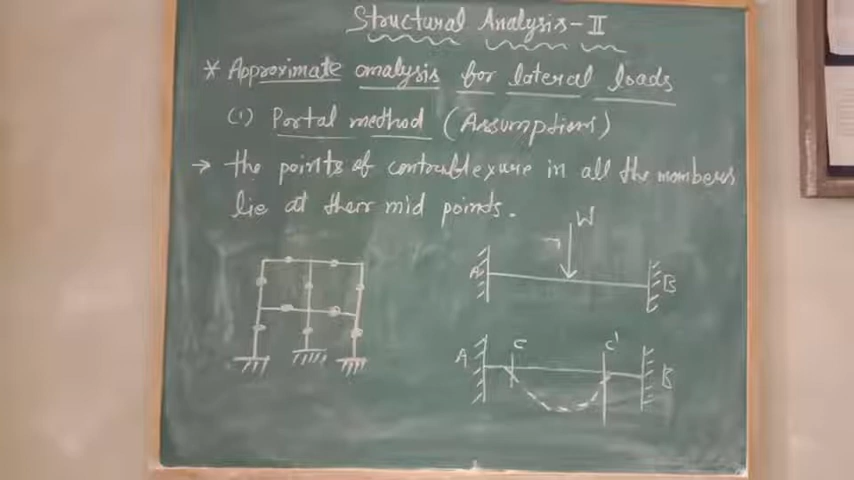 Structural Analysis-II
* Approximate analysis for lateral loads
(1) Portal method (Assumptions)
→ the points of contraflexure in all the members
lie at their mid points.
W
A B
C C'
A B